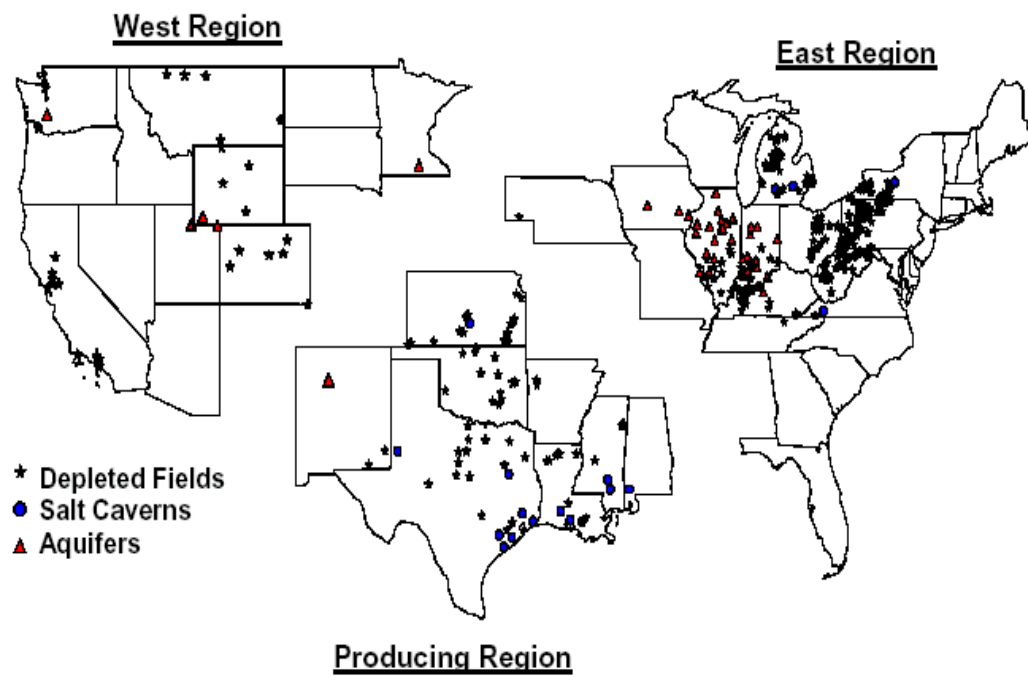 West Region
East Region
Depleted Fields
Salt Caverns
Aquifers
Producing Region